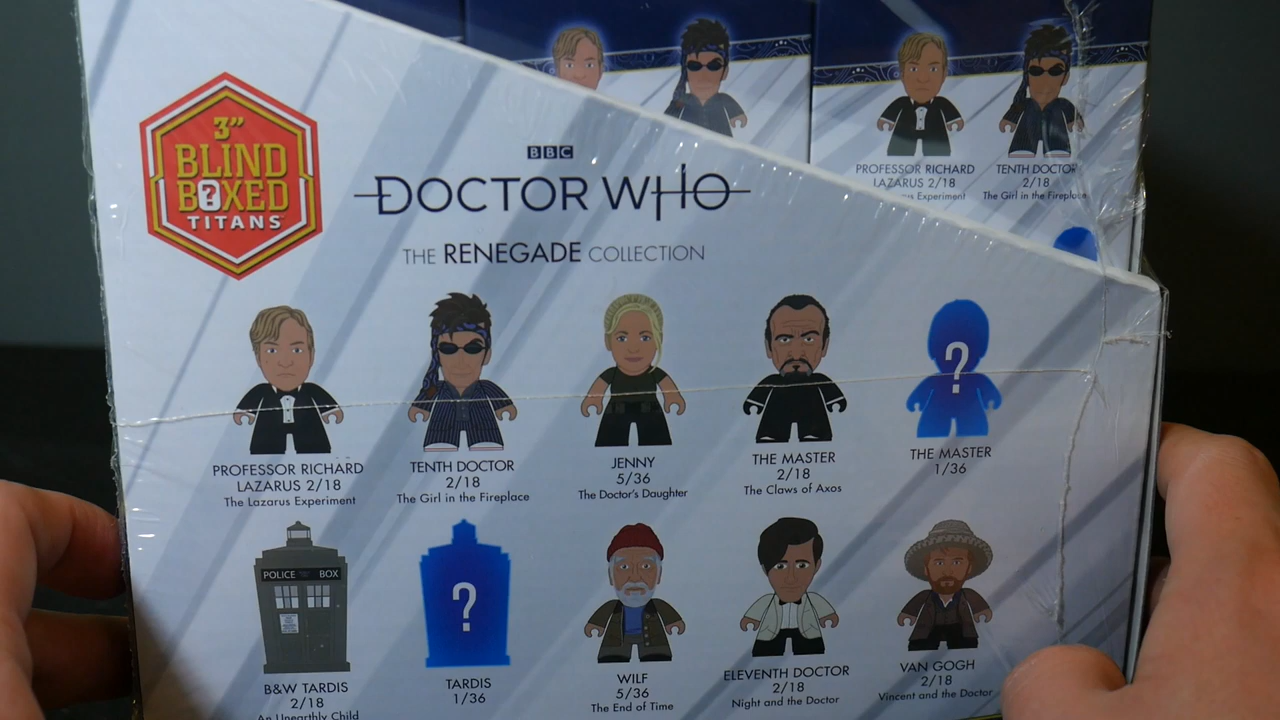 PROFESSOR RICHARD
LAZARUS 2/18
TENTH DOCTOR
2/18
The Girl in the Fireplace
3"
BLIND
BOXED
TITANS
BBC
DOCTOR WHO
THE RENEGADE COLLECTION
?
PROFESSOR RICHARD
LAZARUS 2/18
The Lazarus Experiment
TENTH DOCTOR
2/18
The Girl in the Fireplace
JENNY
5/36
The Doctor's Daughter
THE MASTER
2/18
The Claws of Axos
THE MASTER
1/36
POLICE BOX
?
B&W TARDIS
2/18
An Unearthly Child
TARDIS
1/36
WILF
5/36
The End of Time
ELEVENTH DOCTOR
2/18
Night and the Doctor
VAN GOGH
2/18
Vincent and the Doctor